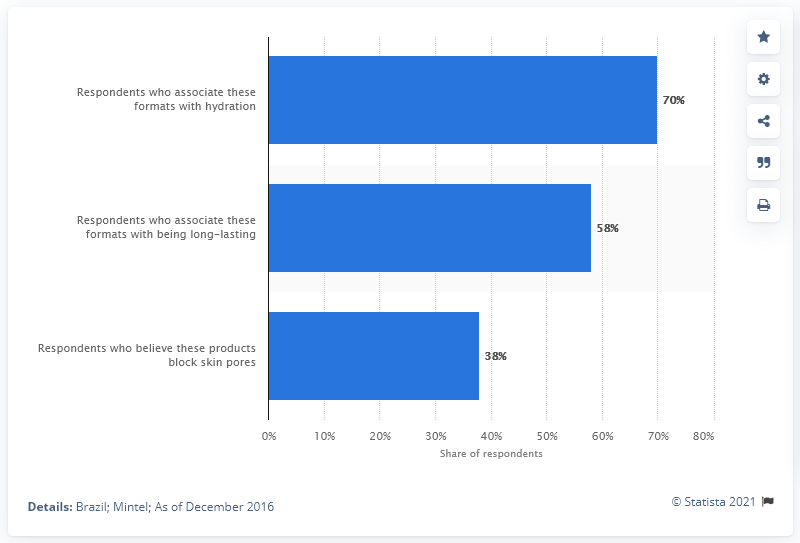 Respondents who associate these
formats with hydration
70%
Respondents who associate these
formats with being long-lasting
58%
Respondents who believe these products
block skin pores
38%
0% 10% 20% 30% 40% 50% 60% 70% 80%
Share of respondents
Details: Brazil; Mintel; As of December 2016
© Statista 2021